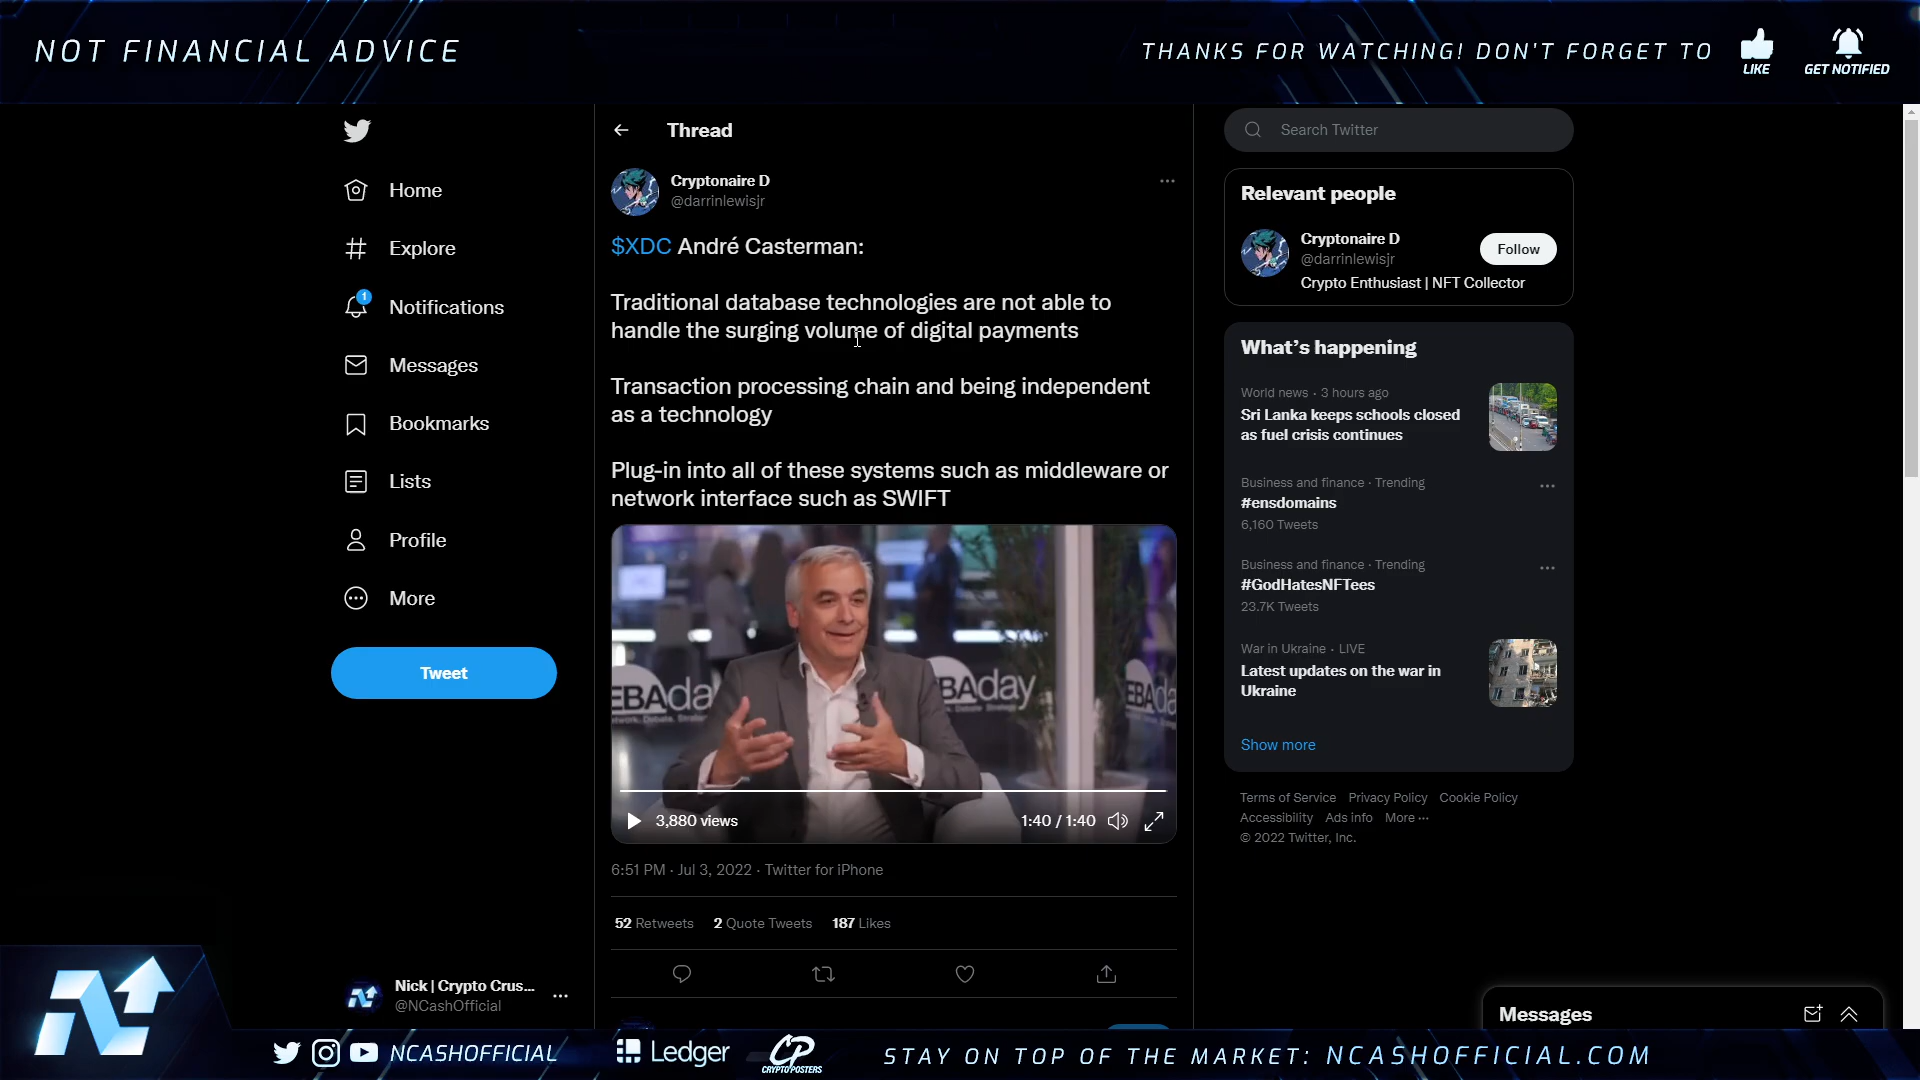 NOT FINANCIAL ADVICE
THANKS FOR WATCHING! DON'T FORGET TO
LIKE
GET NOTIFIED
Home
Explore
1
Notifications
Messages
Bookmarks
Lists
Profile
More
Tweet
Nick | Crypto Crus...
@NCashOfficial
Thread
Cryptonaire D
@darrinlewisjr
$XDC André Casterman:
Traditional database technologies are not able to
handle the surging volume of digital payments
Transaction processing chain and being independent
as a technology
Plug-in into all of these systems such as middleware or
network interface such as SWIFT
EBAday
BAday
EBAda
3,880 views
1:40 / 1:40
6:51 PM · Jul 3, 2022 · Twitter for iPhone
52 Retweets 2 Quote Tweets 187 Likes
Search Twitter
Relevant people
Cryptonaire D
@darrinlewisjr
Follow
Crypto Enthusiast | NFT Collector
What's happening
World news · 3 hours ago
Sri Lanka keeps schools closed
as fuel crisis continues
Business and finance · Trending
#ensdomains
6,160 Tweets
Business and finance · Trending
#GodHatesNFTees
23.7K Tweets
War in Ukraine · LIVE
Latest updates on the war in
Ukraine
Show more
Terms of Service Privacy Policy Cookie Policy
Accessibility Ads info More ···
© 2022 Twitter, Inc.
Messages
NCASHOFFICIAL
Ledger
CP
CRYPTOPOSTERS
STAY ON TOP OF THE MARKET: NCASHOFFICIAL.COM